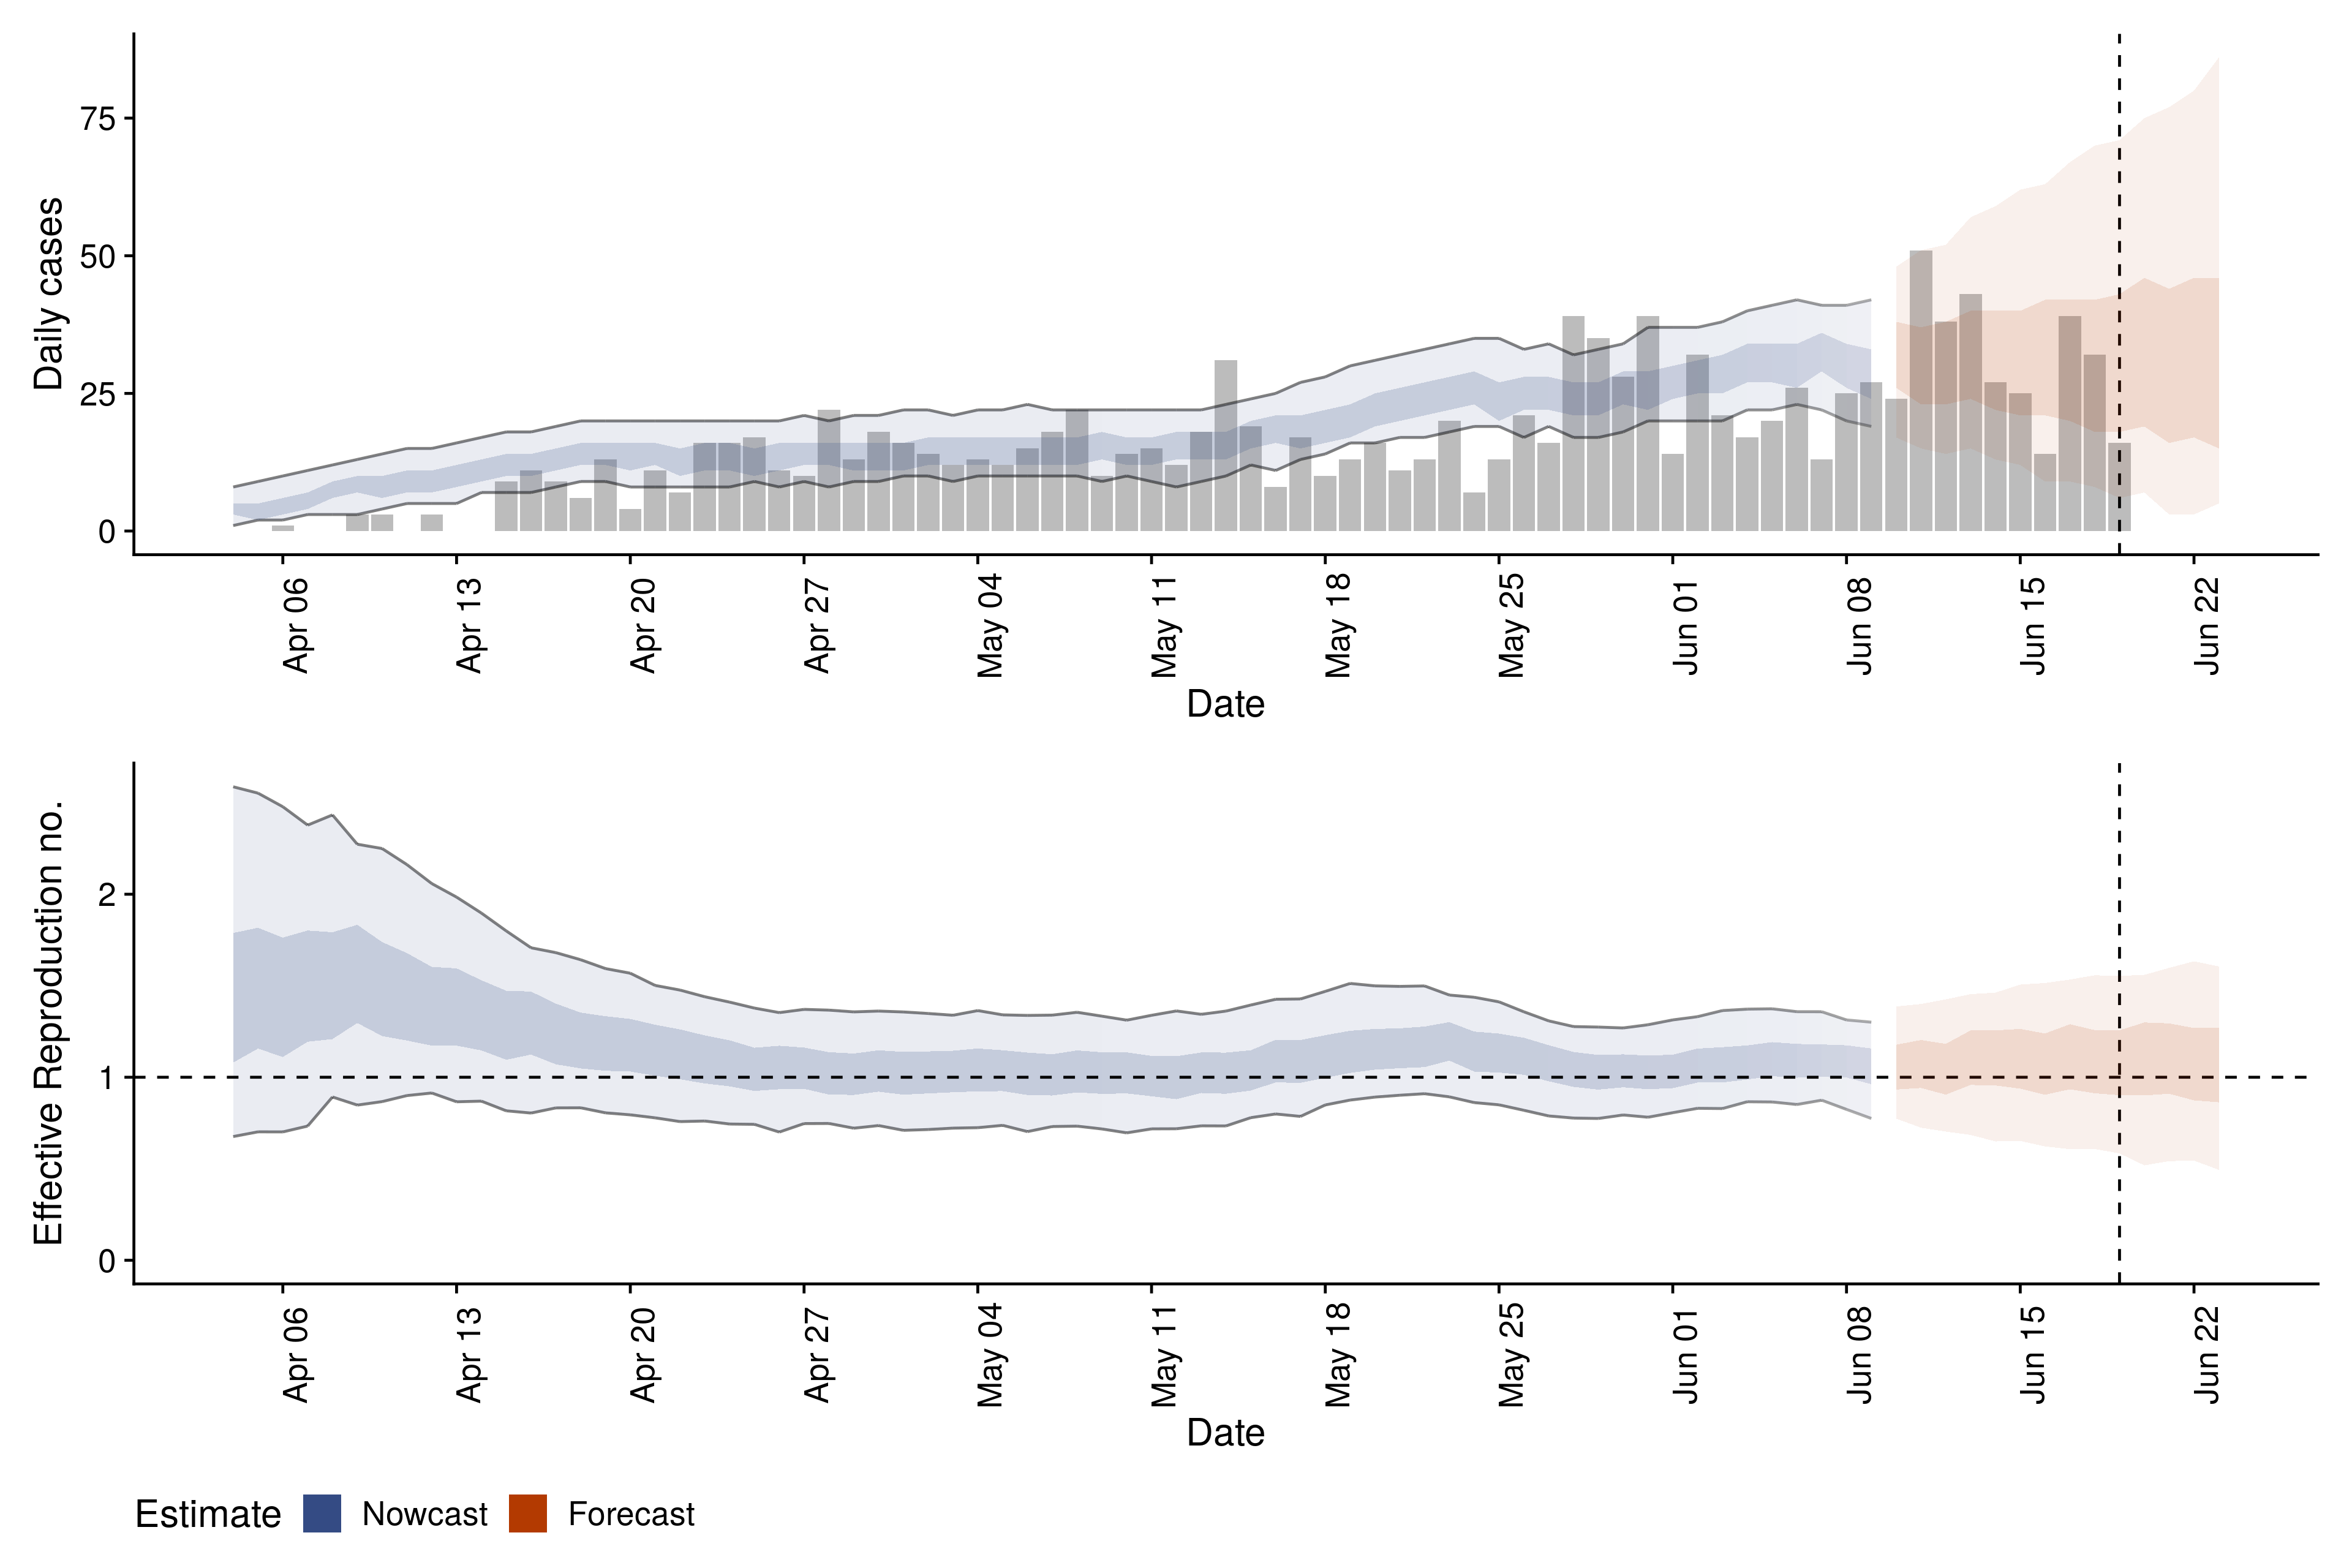 Daily cases
75
50
25
0
Apr 06
Apr 13
Apr 20
Apr 27
May 04
May 11
May 18
May 25
Jun 01
Jun 08
Jun 15
Jun 22
Date
Effective Reproduction no.
2
1
0
Apr 06
Apr 13
Apr 20
Apr 27
May 04
May 11
May 18
May 25
Jun 01
Jun 08
Jun 15
Jun 22
Date
Estimate Nowcast Forecast